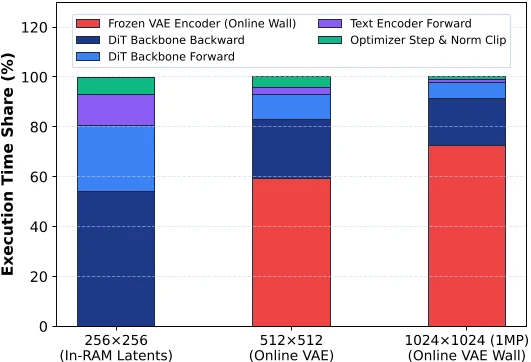 120
100
80
60
40
20
0
Execution Time Share (%)
Frozen VAE Encoder (Online Wall)
DiT Backbone Backward
DiT Backbone Forward
Text Encoder Forward
Optimizer Step & Norm Clip
256×256
(In-RAM Latents)
512×512
(Online VAE)
1024×1024 (1MP)
(Online VAE Wall)